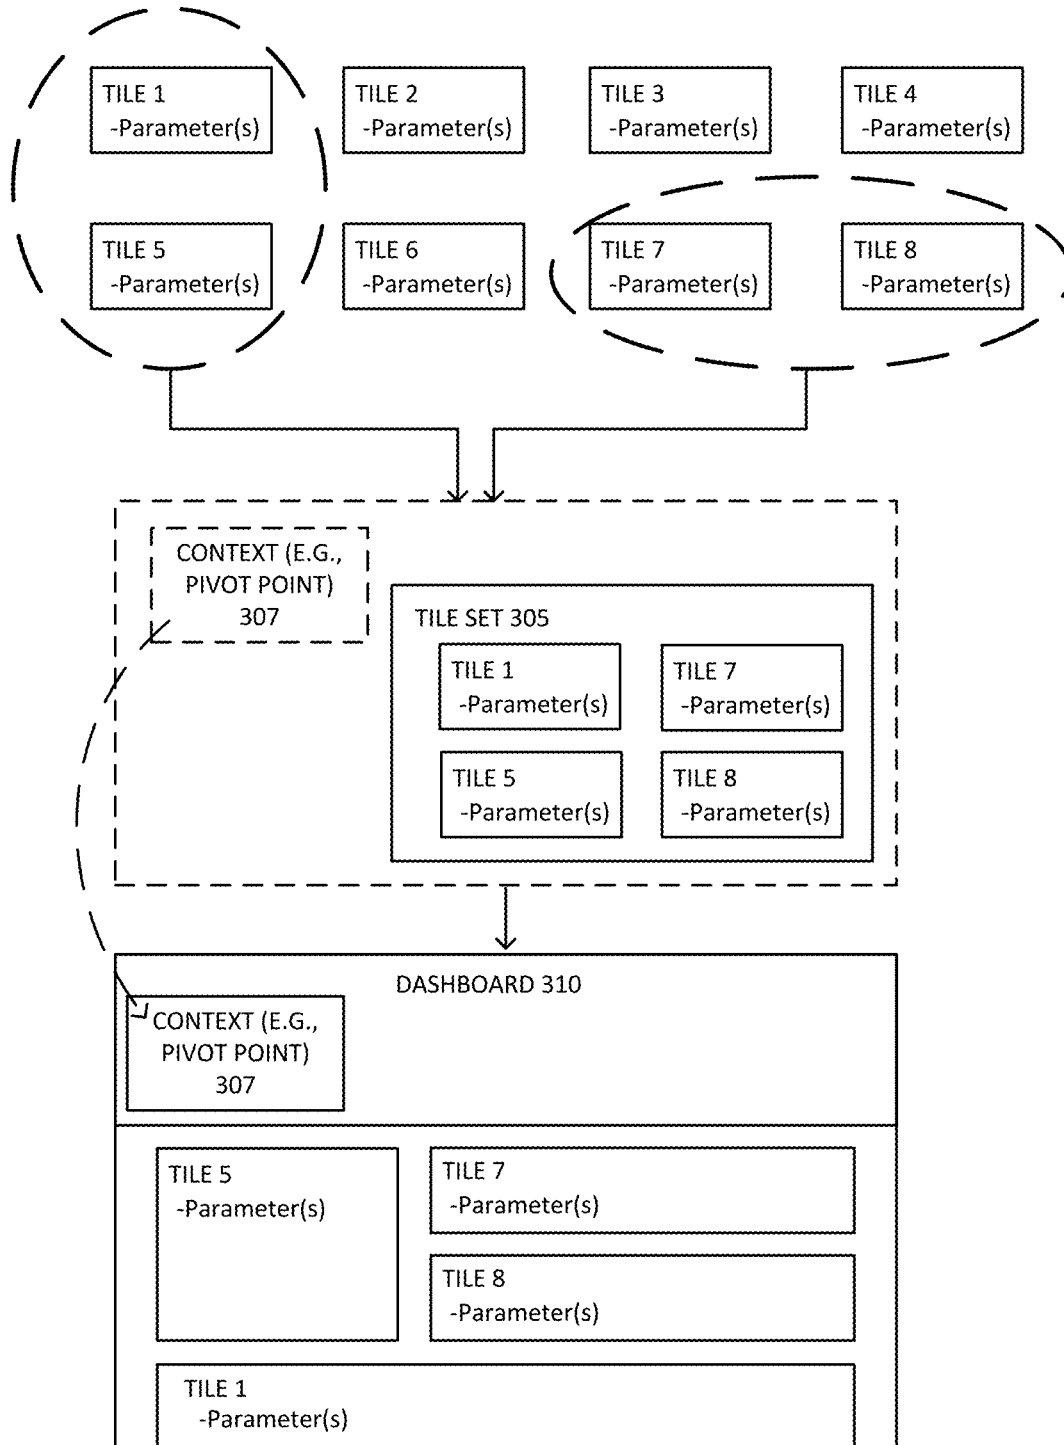 TILE 1
-Parameter(s)
TILE 2
-Parameter(s)
TILE 3
-Parameter(s)
TILE 4
-Parameter(s)
TILE 5
-Parameter(s)
TILE 6
-Parameter(s)
TILE 7
-Parameter(s)
TILE 8
-Parameter(s)
CONTEXT (E.G.,
PIVOT POINT)
307
TILE SET 305
TILE 1
-Parameter(s)
TILE 7
-Parameter(s)
TILE 5
-Parameter(s)
TILE 8
-Parameter(s)
DASHBOARD 310
CONTEXT (E.G.,
PIVOT POINT)
307
TILE 5
-Parameter(s)
TILE 7
-Parameter(s)
TILE 8
-Parameter(s)
TILE 1
-Parameter(s)